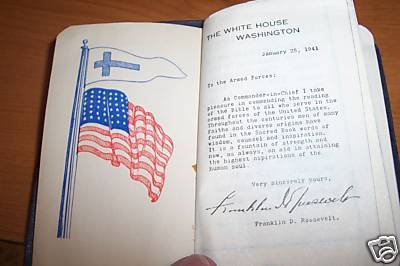 THE WHITE HOUSE
WASHINGTON
January 25, 1941
To the Armed Forces:
As Commander-in-Chief I take
pleasure in commending the reading
of the Bible to all who serve in the
armed forces of the United States.
Throughout the centuries men of many
faiths and diverse origins have
found in the Sacred Book words of
wisdom, counsel and inspiration.
It is a fountain of strength and
now, as always, an aid in attaining
the highest aspirations of the
human soul.
Very sincerely yours,
Franklin D Roosevelt
Franklin D. Roosevelt.